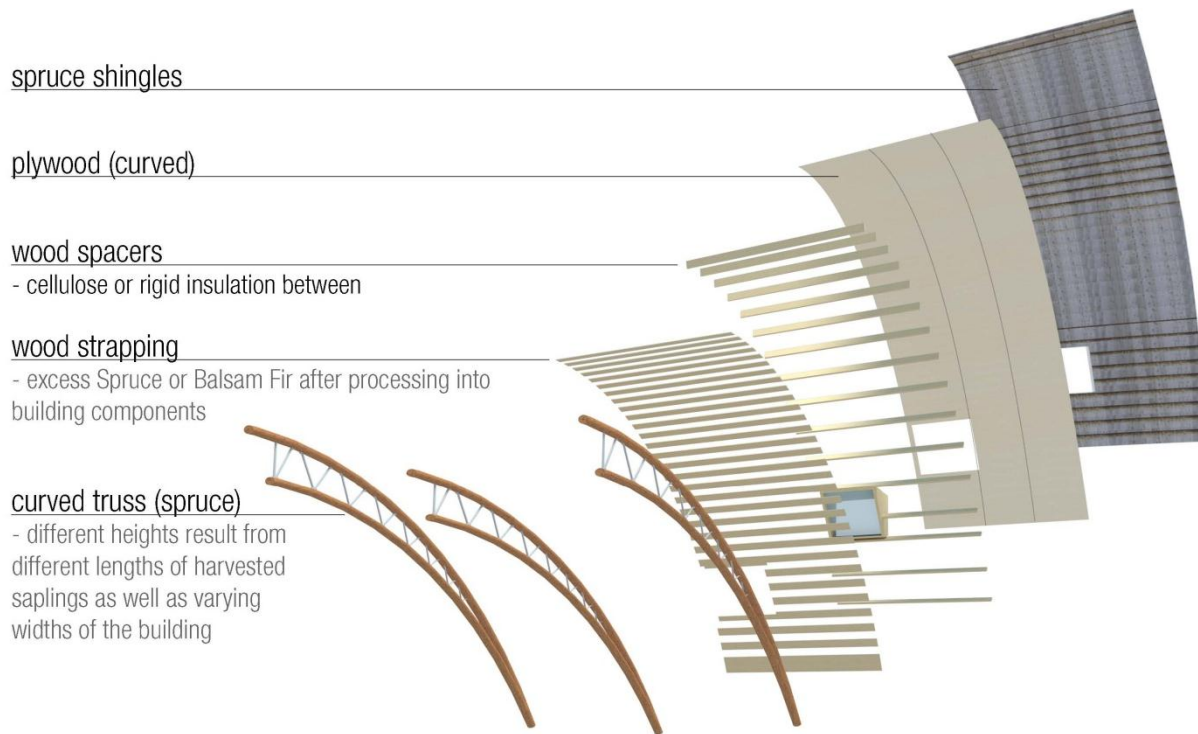 spruce shingles
plywood (curved)
wood spacers
- cellulose or rigid insulation between
wood strapping
- excess Spruce or Balsam Fir after processing into
building components
curved truss (spruce)
- different heights result from
different lengths of harvested
saplings as well as varying
widths of the building